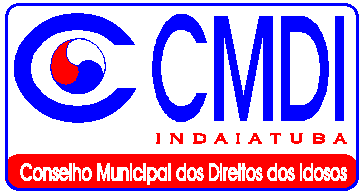 CMDI
INDAIATUBA
Conselho Municipal dos Direitos dos Idosos